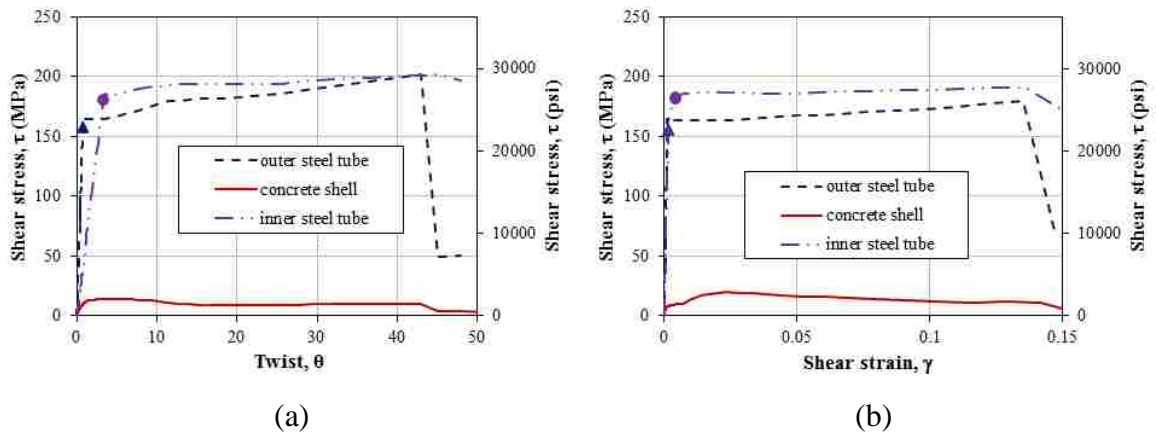 250
200
150
100
50
0
Shear stress, τ (MPa)
30000
20000
10000
0
Shear stress, τ (psi)
outer steel tube
concrete shell
inner steel tube
0 10 20 30 40 50
Twist, θ
(a)
250
200
150
100
50
0
Shear stress, τ (MPa)
30000
20000
10000
0
Shear stress, τ (psi)
outer steel tube
concrete shell
inner steel tube
0 0.05 0.1 0.15
Shear strain, γ
(b)